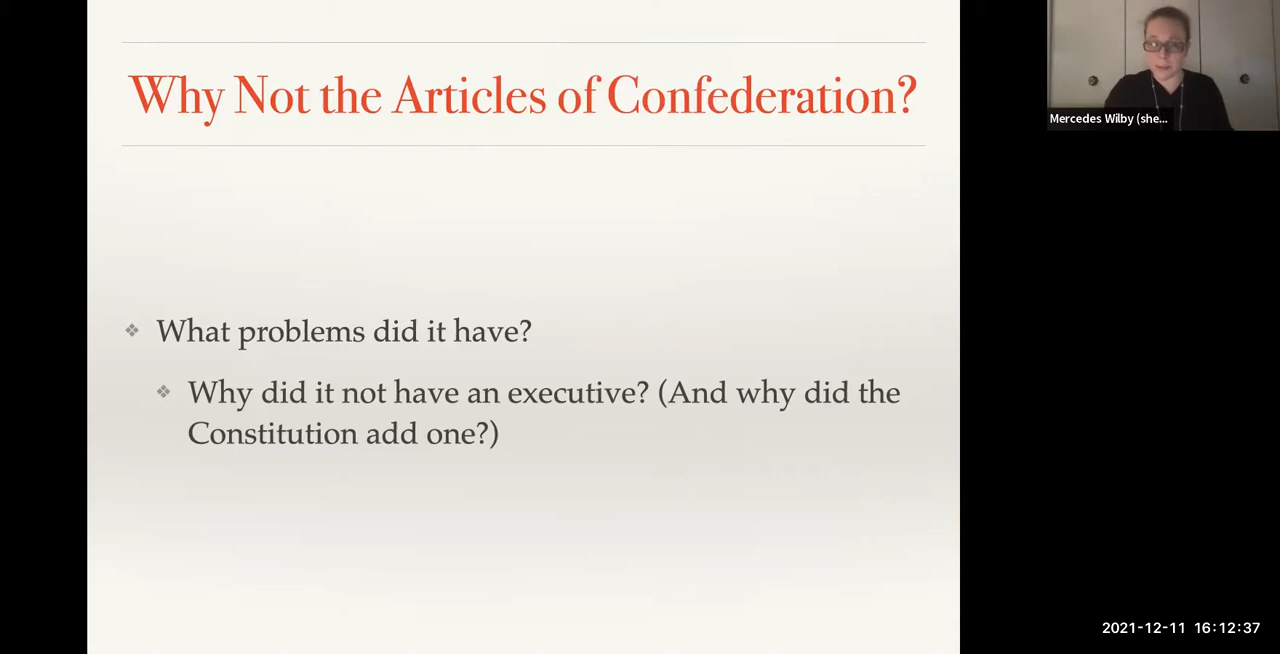 Why Not the Articles of Confederation?
Mercedes Wilby (she...
What problems did it have?
Why did it not have an executive? (And why did the
Constitution add one?)
2021-12-11 16:12:37